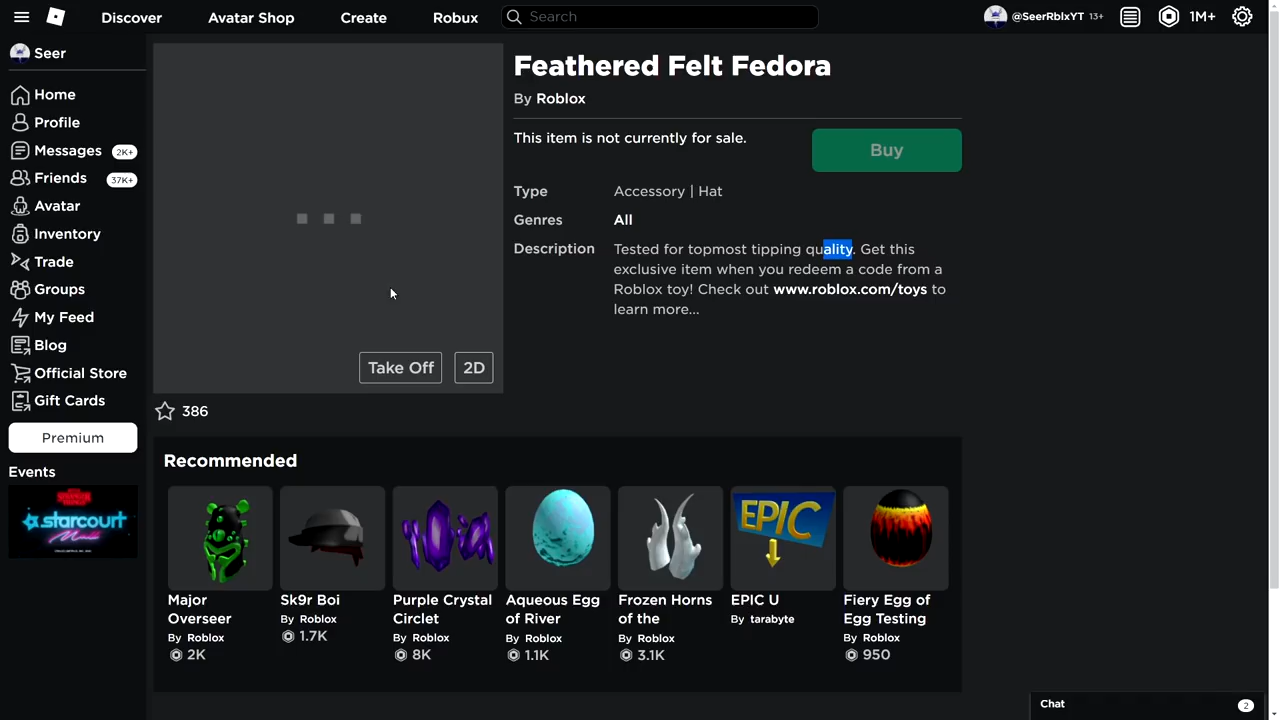 Discover
Avatar Shop
Create
Robux
Search
@SeerRblxYT 13+
1M+
Seer
Home
Profile
Messages 2K+
Friends 37K+
Avatar
Inventory
Trade
Groups
My Feed
Blog
Official Store
Gift Cards
Premium
Events
STRANGER THINGS
starcourt
Feathered Felt Fedora
By Roblox
This item is not currently for sale.
Buy
Type Accessory | Hat
Genres All
Description Tested for topmost tipping quality. Get this
exclusive item when you redeem a code from a
Roblox toy! Check out www.roblox.com/toys to
learn more...
Take Off
2D
386
Recommended
Major
Overseer
By Roblox
2K
Sk9r Boi
By Roblox
1.7K
Purple Crystal
Circlet
By Roblox
8K
Aqueous Egg
of River
By Roblox
1.1K
Frozen Horns
of the
By Roblox
3.1K
EPIC
EPIC U
By tarabyte
Fiery Egg of
Egg Testing
By Roblox
950
Chat 2